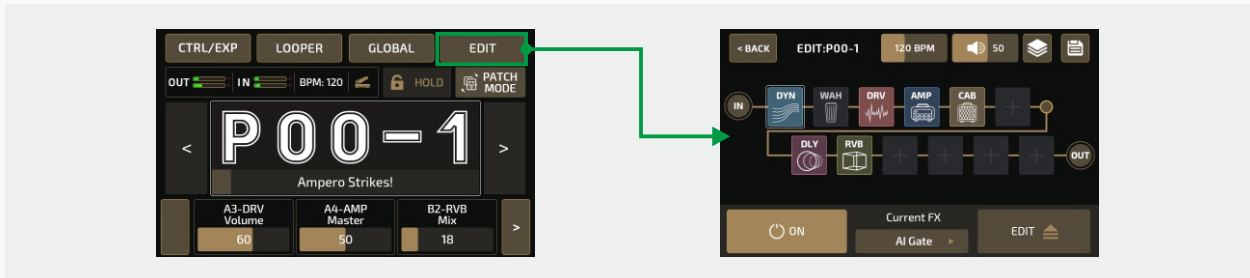 CTRL/EXP LOOPER GLOBAL EDIT
OUT IN BPM: 120 HOLD PATCH MODE
< P00-1 >
Ampero Strikes!
A3-DRV Volume A4-AMP Master B2-RVB Mix >
60 50 18
< BACK EDIT:P00-1 120 BPM 50
IN DYN WAH DRV AMP CAB +
DLY RVB + + + + OUT
ON Current FX EDIT
AI Gate